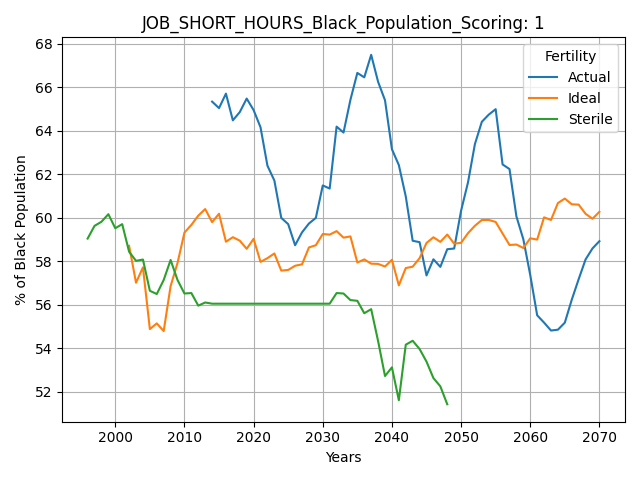 JOB_SHORT_HOURS_Black_Population_Scoring: 1
Fertility
Actual
Ideal
Sterile
% of Black Population
68
66
64
62
60
58
56
54
52
2000
2010
2020
2030
2040
2050
2060
2070
Years